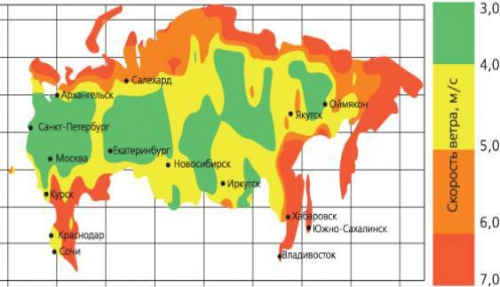 Салехард
Архангельск
Оймякон
Якутск
Санкт-Петербург
Екатеринбург
Москва
Новосибирск
Иркутск
Курск
Хабаровск
Южно-Сахалинск
Краснодар
Сочи
Владивосток
3,0
4,0
5,0
6,0
7,0
Скорость ветра, м/с